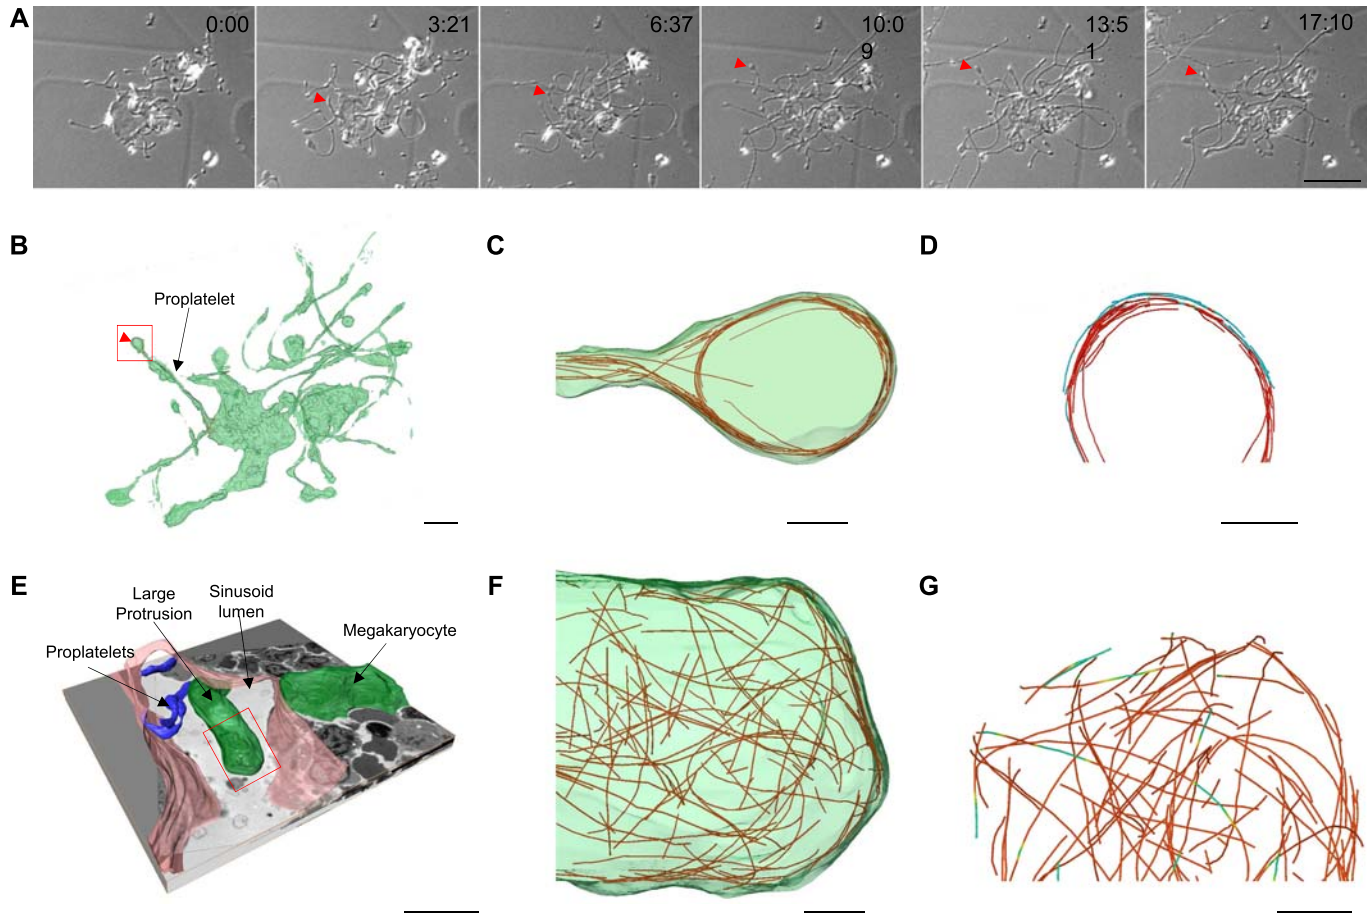 A
0:00
3:21
6:37
10:0
9
13:5
1
17:10
B
Proplatelet
C
D
E
Large
Protrusion
Sinusoid
lumen
Megakaryocyte
Proplatelets
F
G